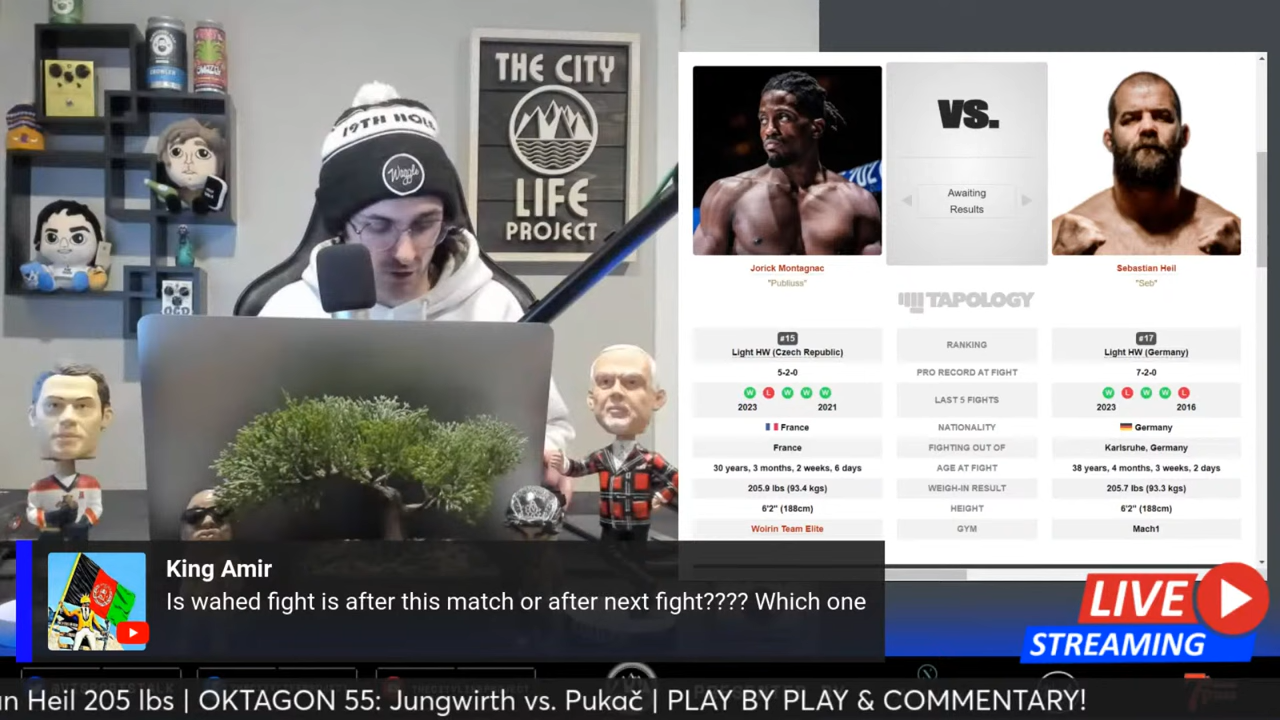 THE CITY
LIFE
PROJECT
19TH HOLE
Waggle
VS.
Awaiting
Results
Jorick Montagnac
"Publiuss"
Sebastian Heil
"Seb"
TAPOLOGY
#15
Light HW (Czech Republic)
RANKING
#17
Light HW (Germany)
5-2-0
PRO RECORD AT FIGHT
7-2-0
W L W W W
2023 2021
LAST 5 FIGHTS
W L W W L
2023 2016
France
NATIONALITY
Germany
France
FIGHTING OUT OF
Karlsruhe, Germany
30 years, 3 months, 2 weeks, 6 days
AGE AT FIGHT
38 years, 4 months, 3 weeks, 2 days
205.9 lbs (93.4 kgs)
WEIGH-IN RESULT
205.7 lbs (93.3 kgs)
6'2" (188cm)
HEIGHT
6'2" (188cm)
Woirin Team Elite
GYM
Mach1
King Amir
Is wahed fight is after this match or after next fight???? Which one
LIVE
STREAMING
n Heil 205 lbs | OKTAGON 55: Jungwirth vs. Pukač | PLAY BY PLAY & COMMENTARY!